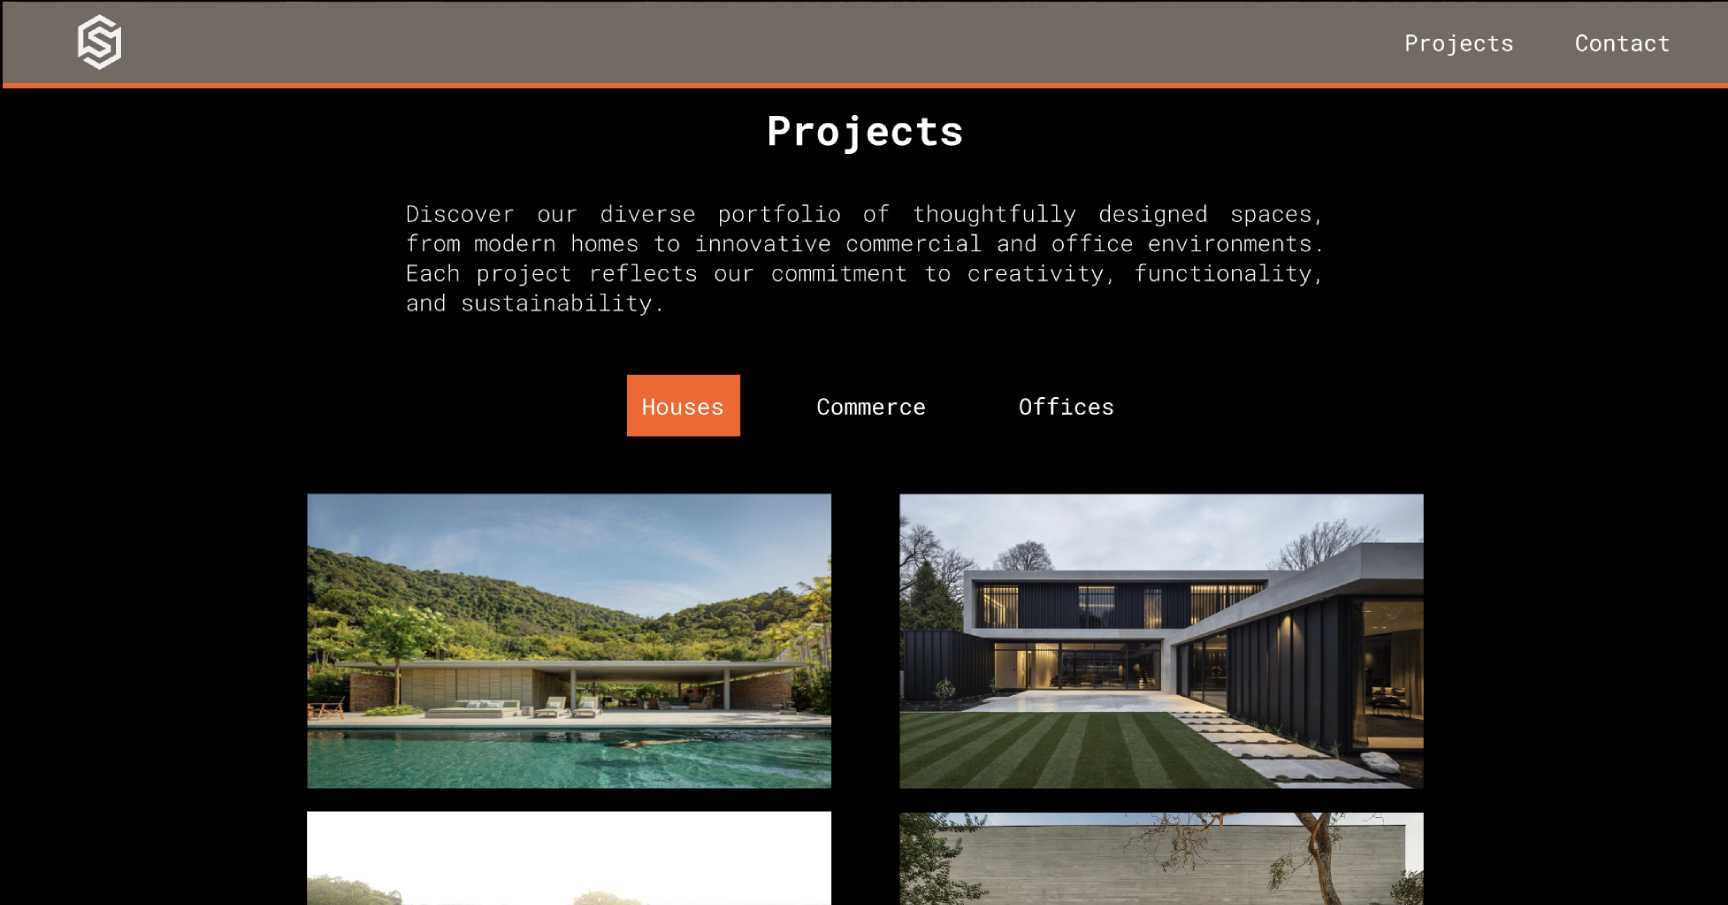 Projects
Contact
Projects
Discover our diverse portfolio of thoughtfully designed spaces,
from modern homes to innovative commercial and office environments.
Each project reflects our commitment to creativity, functionality,
and sustainability.
Houses
Commerce
Offices